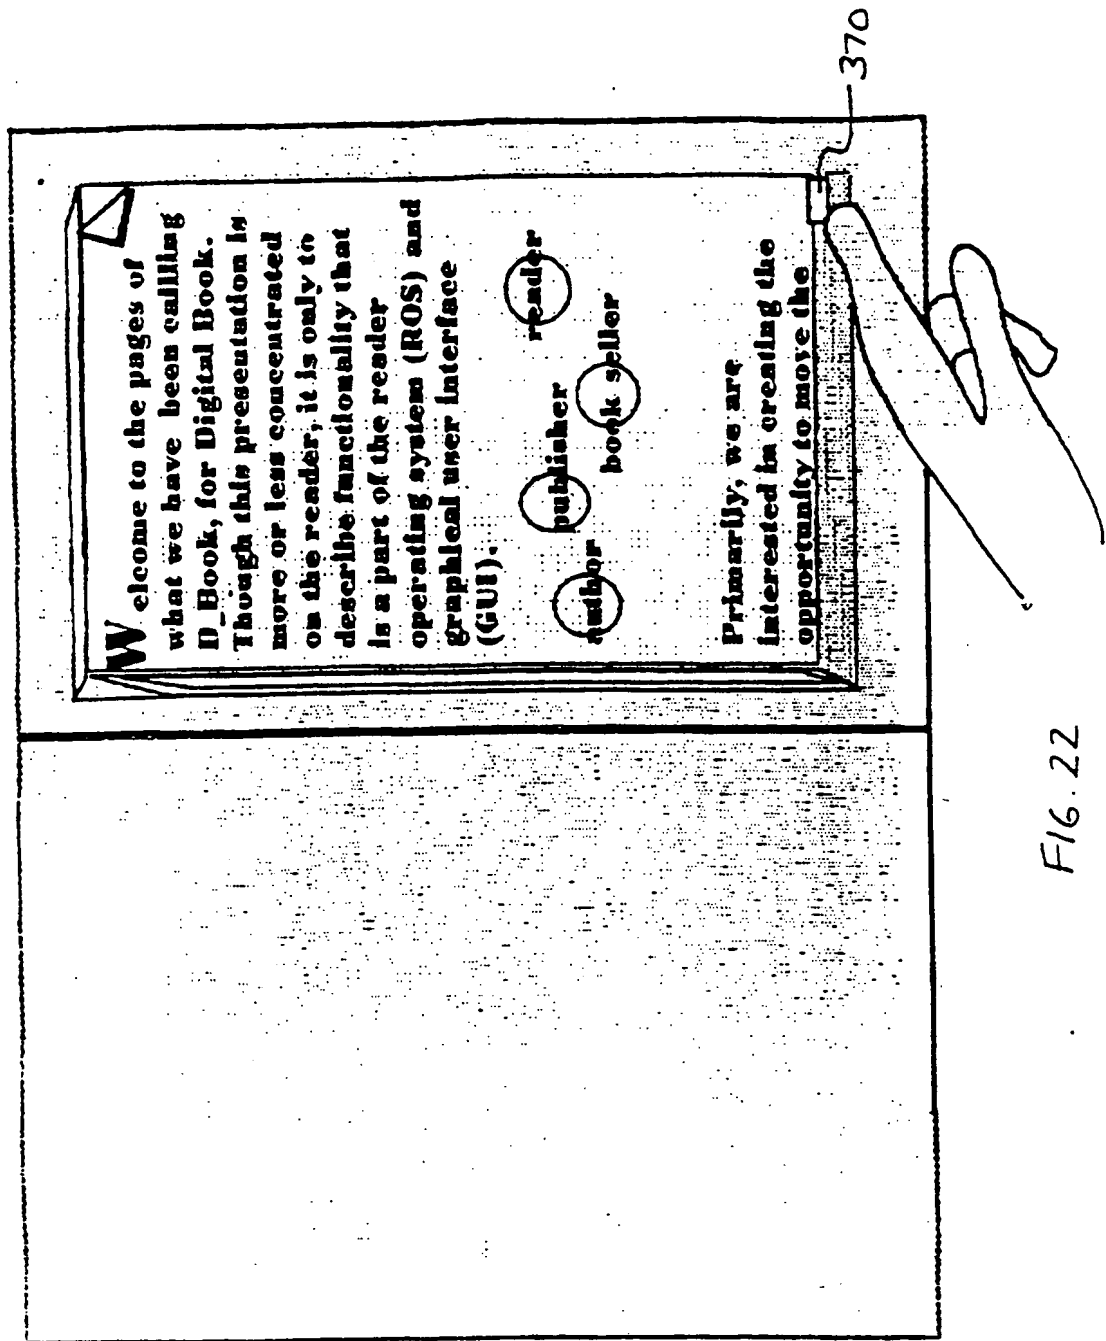 Welcome to the pages of
what we have been callling
D_Book, for Digital Book.
Though this presentation is
more or less concentrated
on the reader, it is only to
describe functionality that
is a part of the reader
operating system (ROS) and
graphical user interface
(GUI).
reader
publisher
book seller
author
Primarily, we are
interested in creating the
opportunity to move the
370
FIG. 22